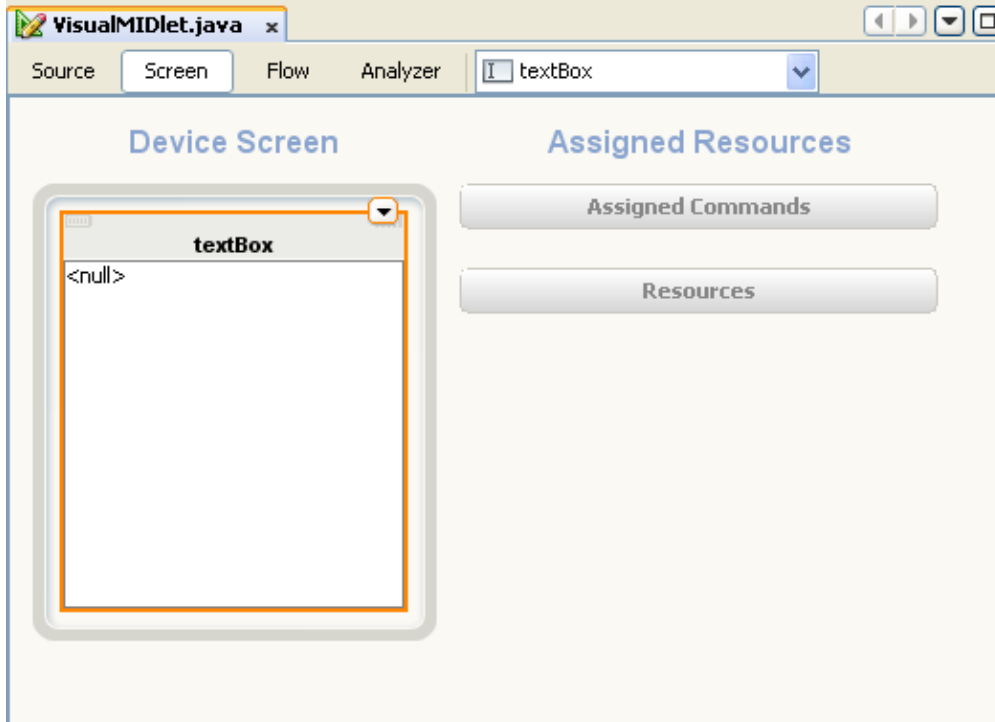 VisualMIDlet.java x
Source Screen Flow Analyzer textBox
Device Screen Assigned Resources
Assigned Commands
textBox
<null>
Resources